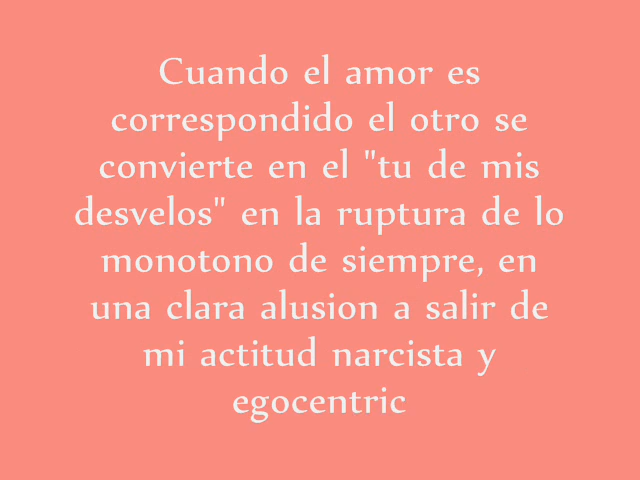 Cuando el amor es
correspondido el otro se
convierte en el "tu de mis
desvelos" en la ruptura de lo
monotono de siempre, en
una clara alusion a salir de
mi actitud narcista y
egocentric